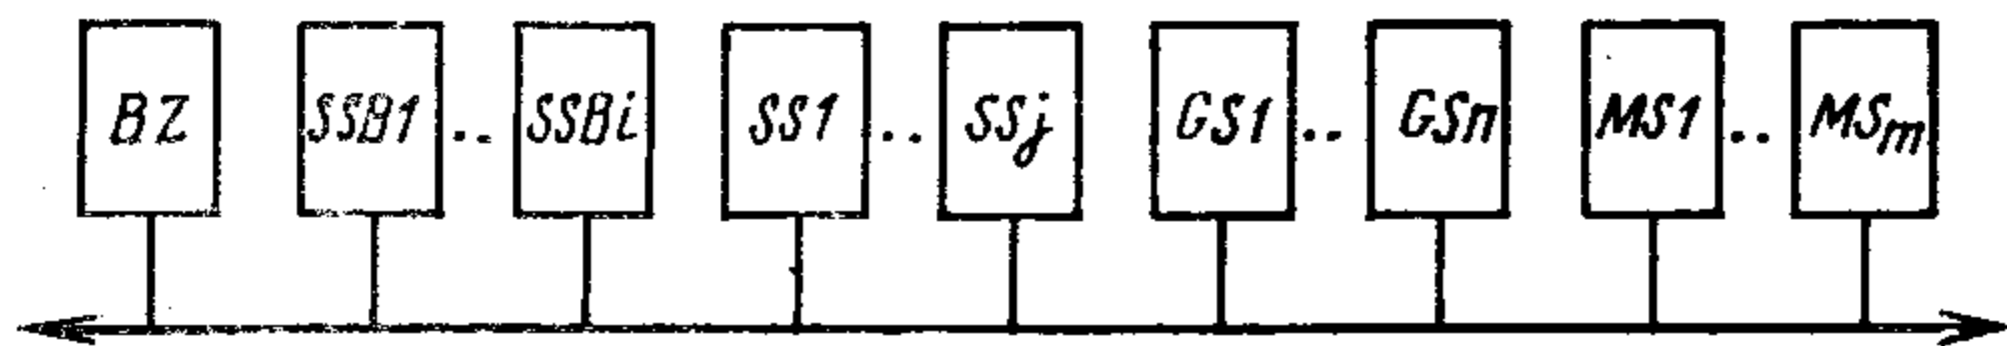 BZ SSB1 .. SSBi SS1 .. SSj GS1 .. GSn MS1 .. MSm